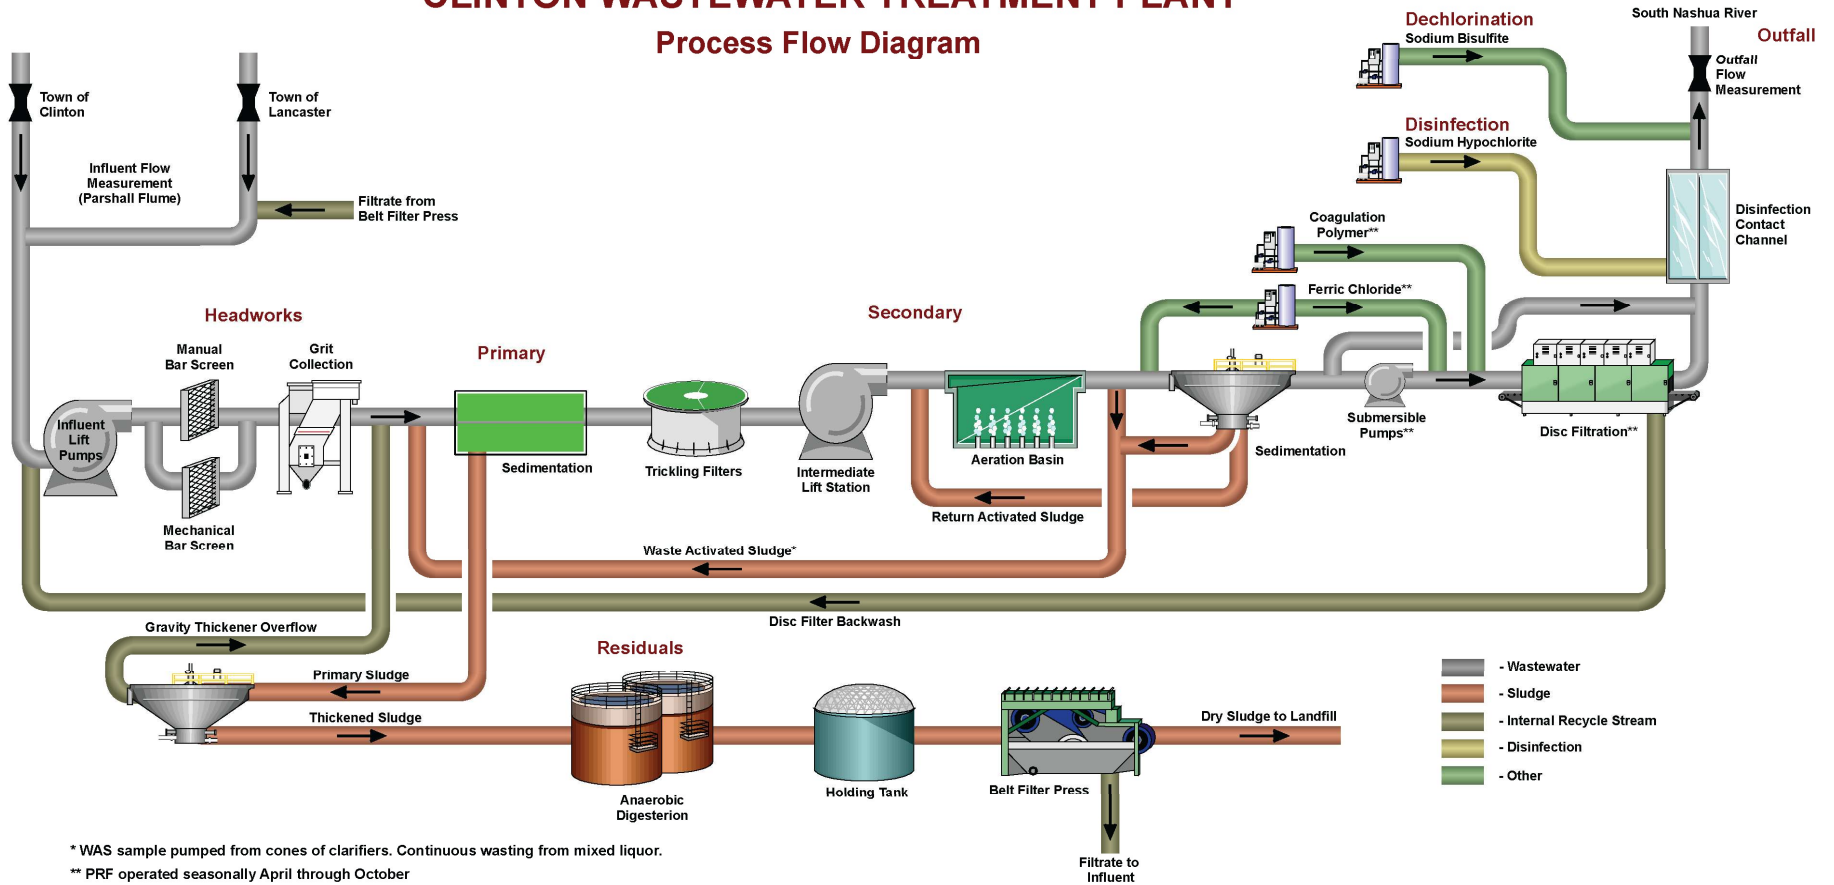 CLINTON WASTEWATER TREATMENT PLANT
Process Flow Diagram
Dechlorination
Sodium Bisulfite
South Nashua River
Outfall
Outfall
Flow
Measurement
Town of
Clinton
Town of
Lancaster
Disinfection
Sodium Hypochlorite
Influent Flow
Measurement
(Parshall Flume)
Filtrate from
Belt Filter Press
Coagulation
Polymer**
Disinfection
Contact
Channel
Ferric Chloride**
Headworks
Secondary
Manual
Bar Screen
Grit
Collection
Primary
Influent
Lift
Pumps
Submersible
Pumps**
Disc Filtration**
Sedimentation
Trickling Filters
Intermediate
Lift Station
Aeration Basin
Sedimentation
Return Activated Sludge
Mechanical
Bar Screen
Waste Activated Sludge*
Disc Filter Backwash
Gravity Thickener Overflow
Residuals
Primary Sludge
Thickened Sludge
Dry Sludge to Landfill
- Wastewater
- Sludge
- Internal Recycle Stream
- Disinfection
- Other
Anaerobic
Digesterion
Holding Tank
Belt Filter Press
Filtrate to
Influent
* WAS sample pumped from cones of clarifiers. Continuous wasting from mixed liquor.
** PRF operated seasonally April through October